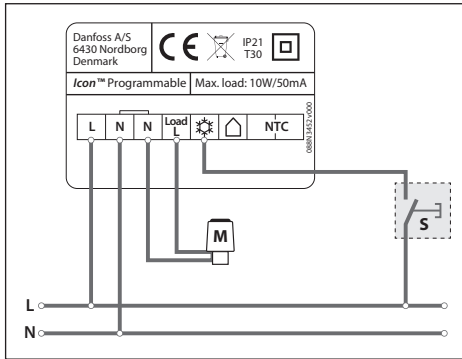 Danfoss A/S
6430 Nordborg
Denmark
CE
IP21
T30
Icon™ Programmable
Max. load: 10W/50mA
L N N Load L NTC
088N3452 v000
M
S
L
N